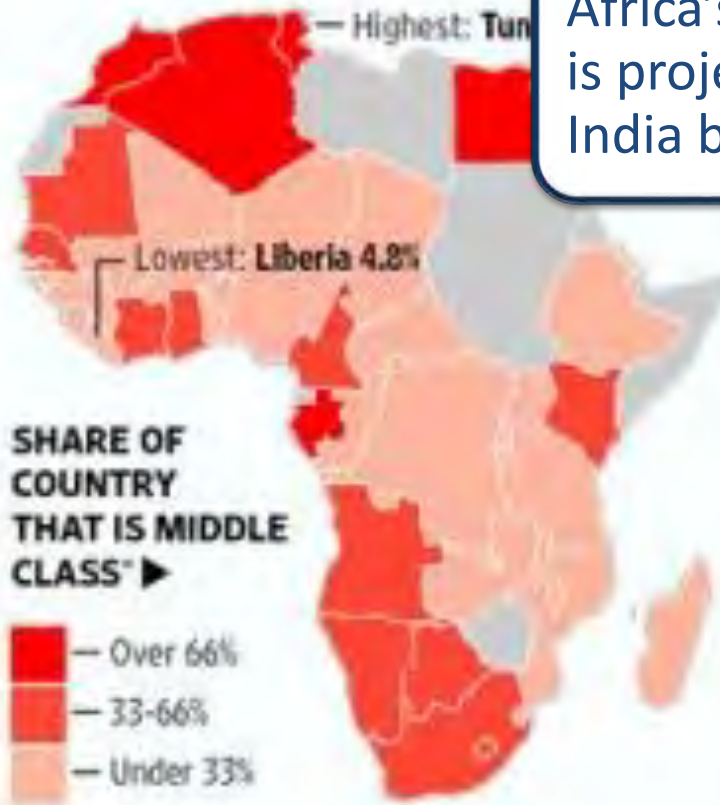 Highest: Tun
Africa's
is proje
India b
Lowest: Liberia 4.8%
SHARE OF
COUNTRY
THAT IS MIDDLE
CLASS* ▶
Over 66%
33-66%
Under 33%